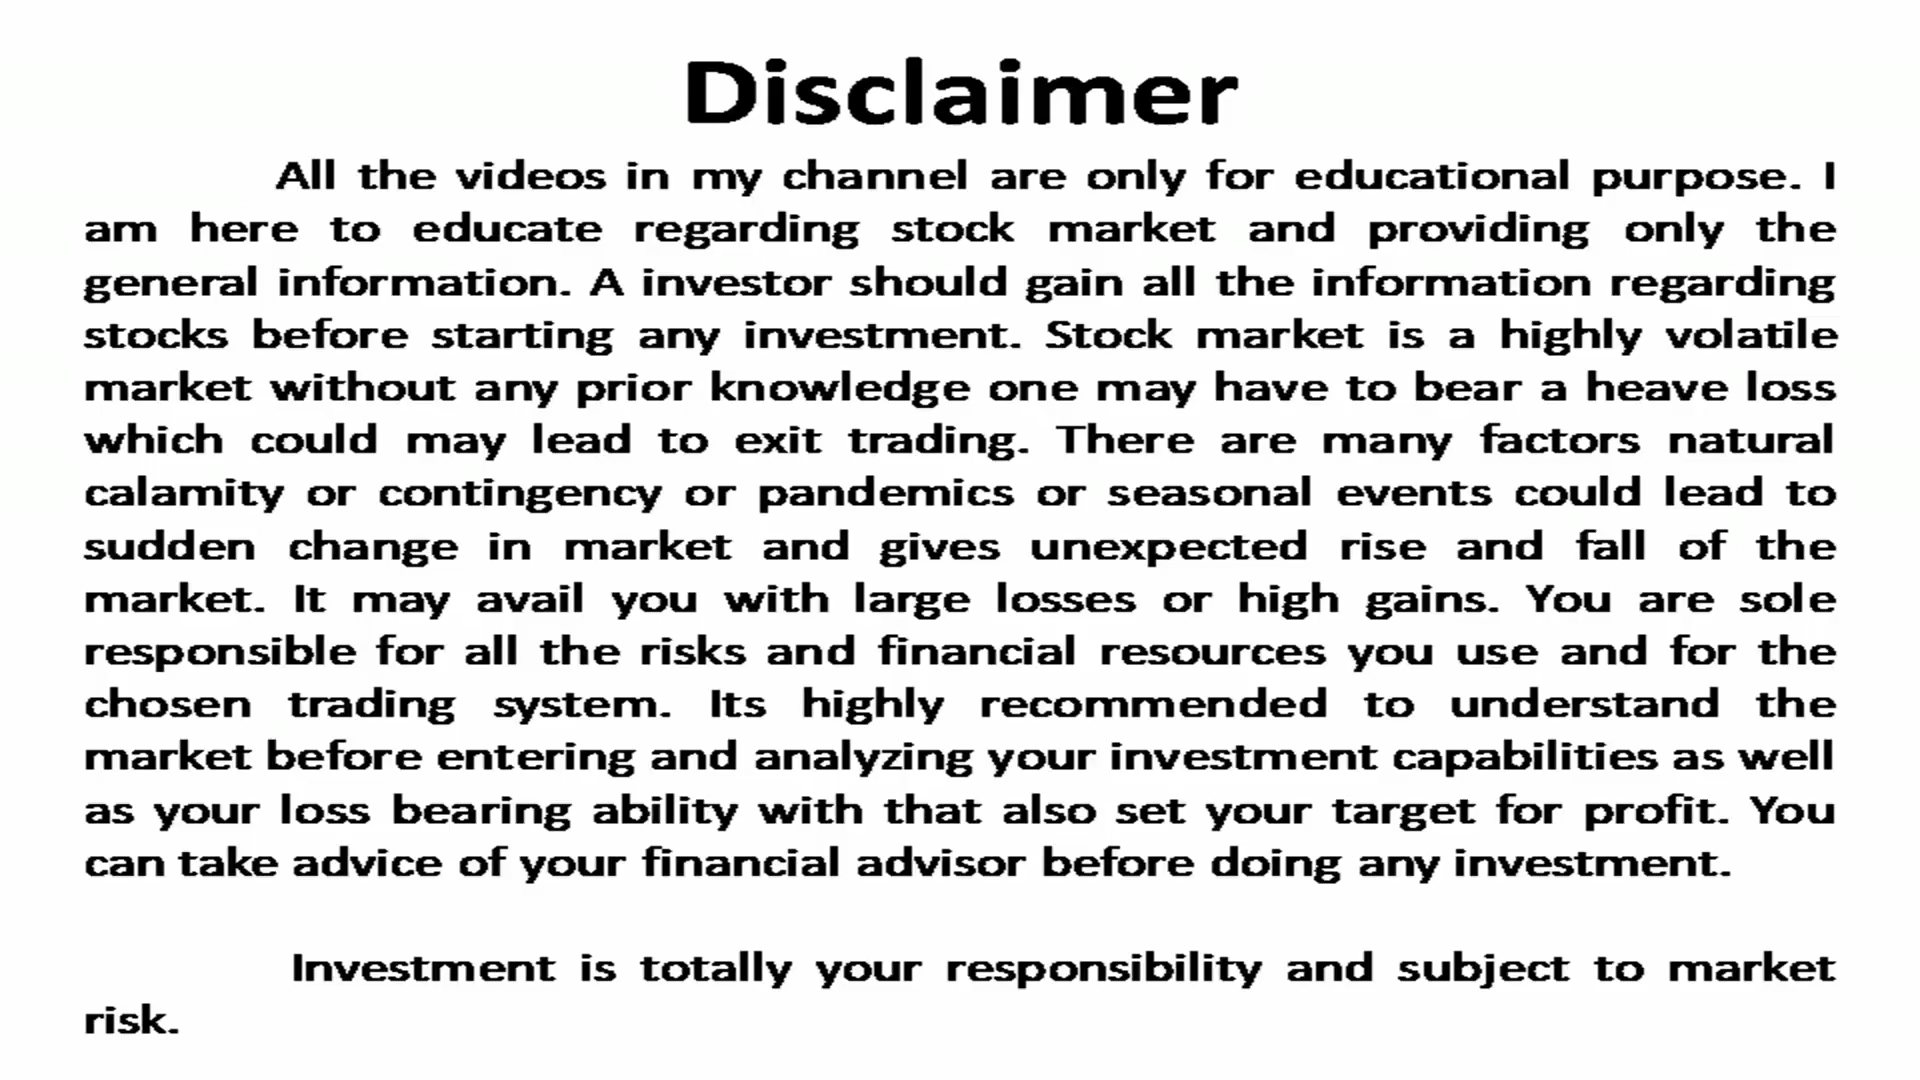 Disclaimer
All the videos in my channel are only for educational purpose. I
am here to educate regarding stock market and providing only the
general information. A investor should gain all the information regarding
stocks before starting any investment. Stock market is a highly volatile
market without any prior knowledge one may have to bear a heave loss
which could may lead to exit trading. There are many factors natural
calamity or contingency or pandemics or seasonal events could lead to
sudden change in market and gives unexpected rise and fall of the
market. It may avail you with large losses or high gains. You are sole
responsible for all the risks and financial resources you use and for the
chosen trading system. Its highly recommended to understand the
market before entering and analyzing your investment capabilities as well
as your loss bearing ability with that also set your target for profit. You
can take advice of your financial advisor before doing any investment.
Investment is totally your responsibility and subject to market
risk.